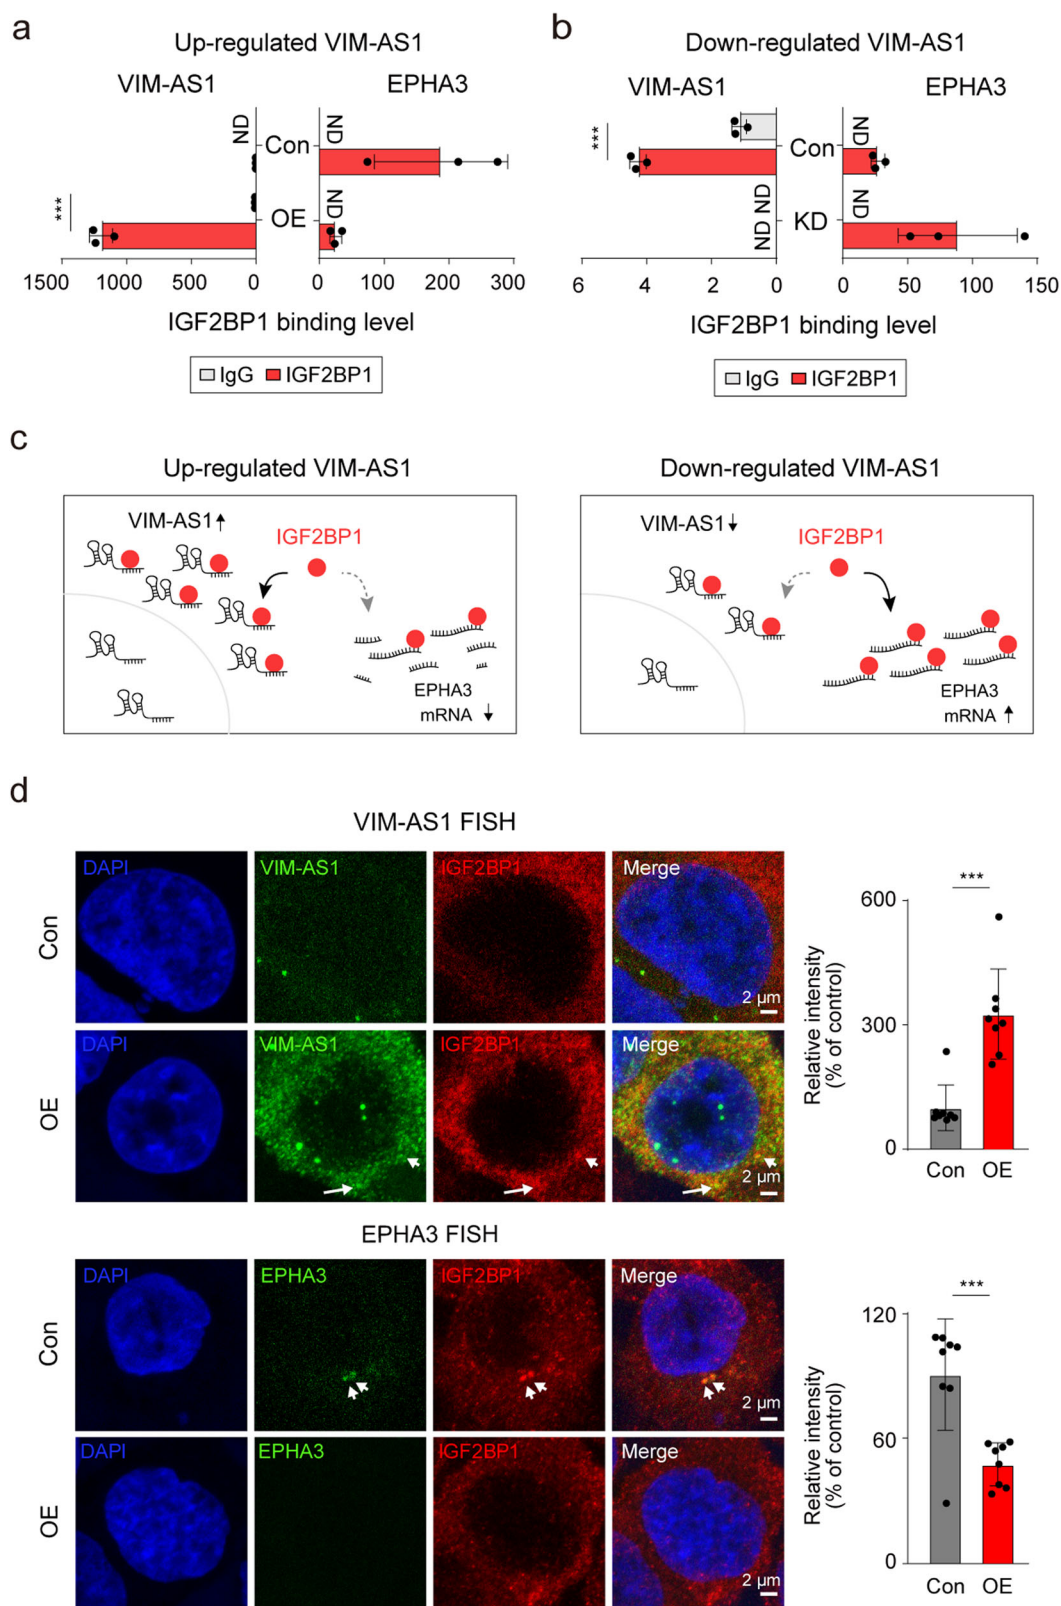 a
Up-regulated VIM-AS1
VIM-AS1
EPHA3
ND
ND
Con
***
ND
OE
1500 1000 500 0
0 100 200 300
IGF2BP1 binding level
IgG IGF2BP1
b
Down-regulated VIM-AS1
VIM-AS1
EPHA3
***
ND
Con
ND ND
ND
KD
6 4 2 0
0 50 100 150
IGF2BP1 binding level
IgG IGF2BP1
c
Up-regulated VIM-AS1
VIM-AS1↑
IGF2BP1
EPHA3
mRNA ↓
Down-regulated VIM-AS1
VIM-AS1↓
IGF2BP1
EPHA3
mRNA ↑
d
VIM-AS1 FISH
Con
DAPI
VIM-AS1
IGF2BP1
Merge
2 µm
OE
DAPI
VIM-AS1
IGF2BP1
Merge
2 µm
Relative intensity
(% of control)
600
300
0
***
Con OE
EPHA3 FISH
Con
DAPI
EPHA3
IGF2BP1
Merge
2 µm
OE
DAPI
EPHA3
IGF2BP1
Merge
2 µm
Relative intensity
(% of control)
120
60
0
***
Con OE